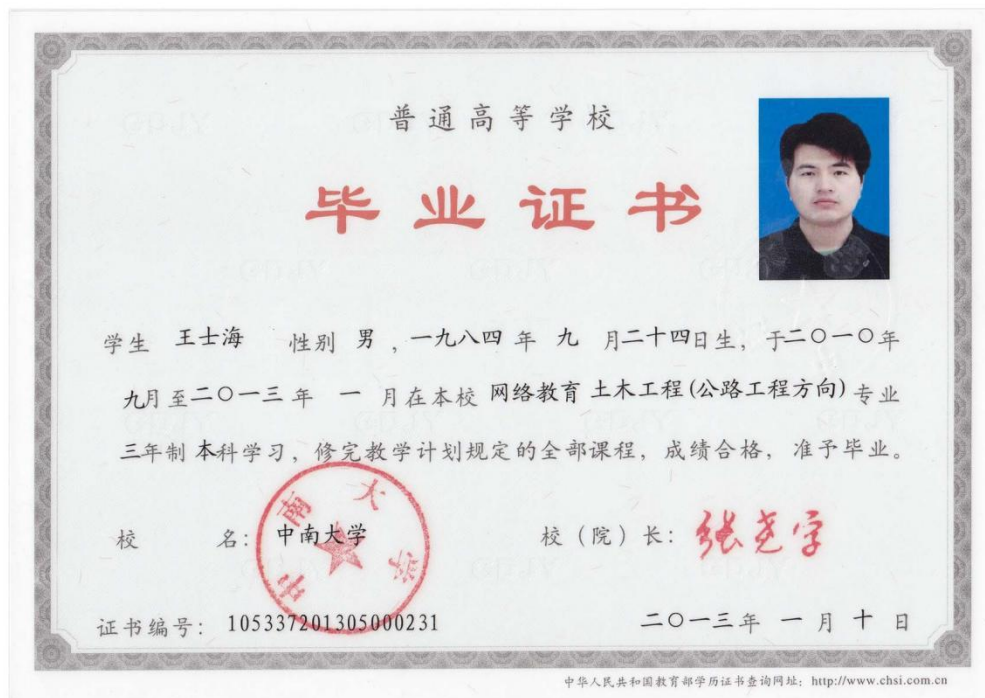 普通高等学校
毕业证书
学生 王士海 性别 男 ，一九八四年 九 月二十四日生，于二〇一〇年
九月至二〇一三年 一 月在本校 网络教育 土木工程(公路工程方向)专业
三年制 本科学习，修完教学计划规定的全部课程，成绩合格，准予毕业。
校 名：中南大学 校（院）长：张尧学
中南大学
证书编号：105337201305000231 二〇一三年 一 月 十 日
中华人民共和国教育部学历证书查询网址：http://www.chsi.com.cn